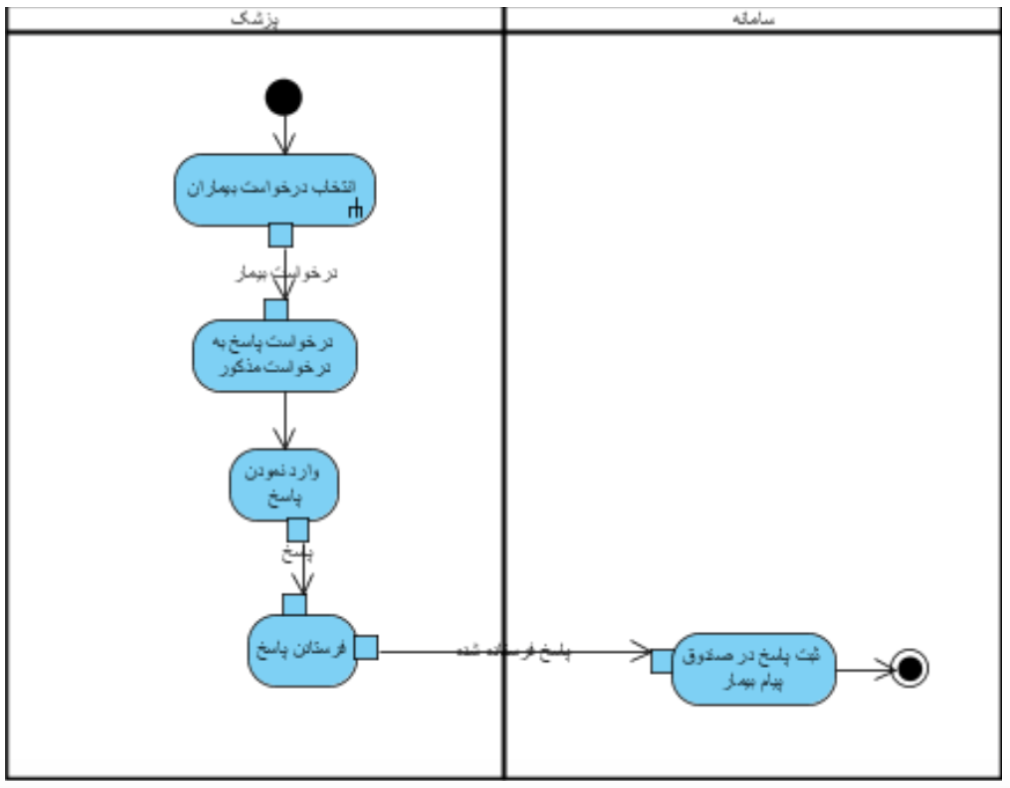 پزشک
سامانه
انتخاب درخواست بیماران
درخواست بیمار
درخواست پاسخ به
درخواست مذکور
وارد نمودن
پاسخ
پاسخ
فرستادن پاسخ
پاسخ فرستاده شده
ثبت پاسخ در صندوق
پیام بیمار